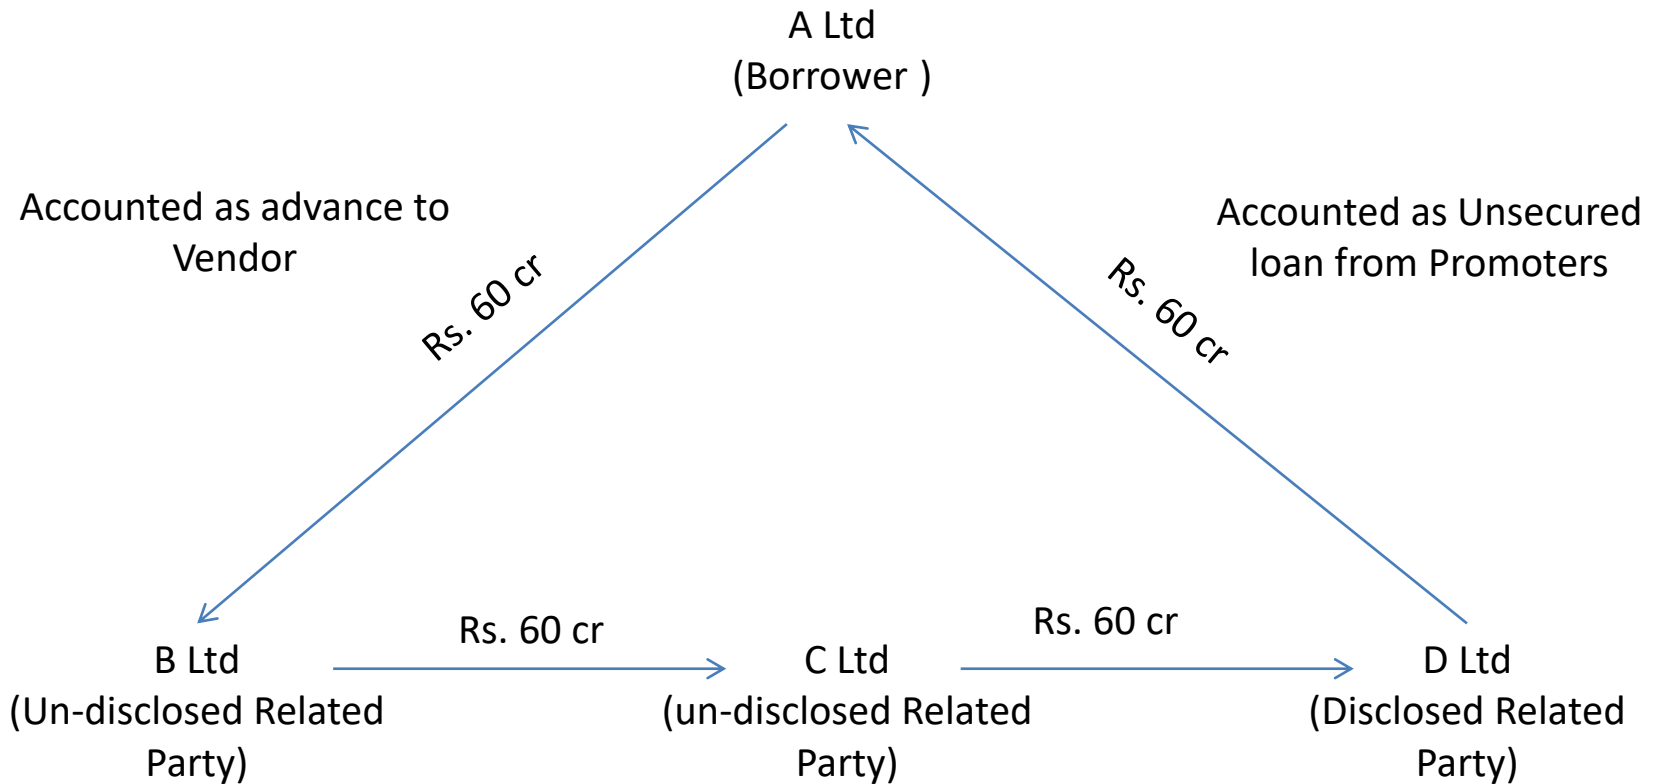 A Ltd
(Borrower )
Accounted as advance to
Vendor
Accounted as Unsecured
loan from Promoters
Rs. 60 cr
Rs. 60 cr
Rs. 60 cr
Rs. 60 cr
B Ltd
(Un-disclosed Related
Party)
C Ltd
(un-disclosed Related
Party)
D Ltd
(Disclosed Related
Party)